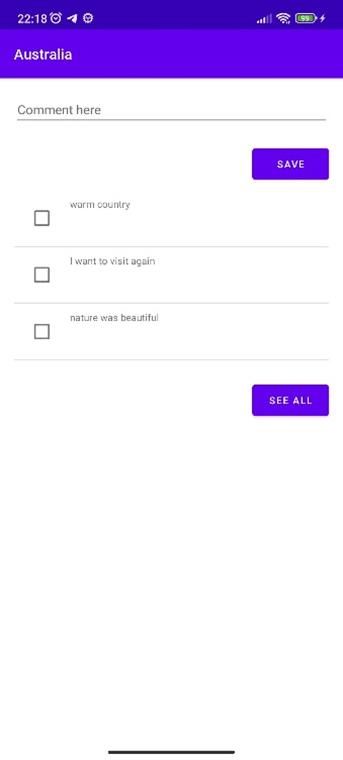 22:18
99
Australia
Comment here
SAVE
warm country
I want to visit again
nature was beautiful
SEE ALL